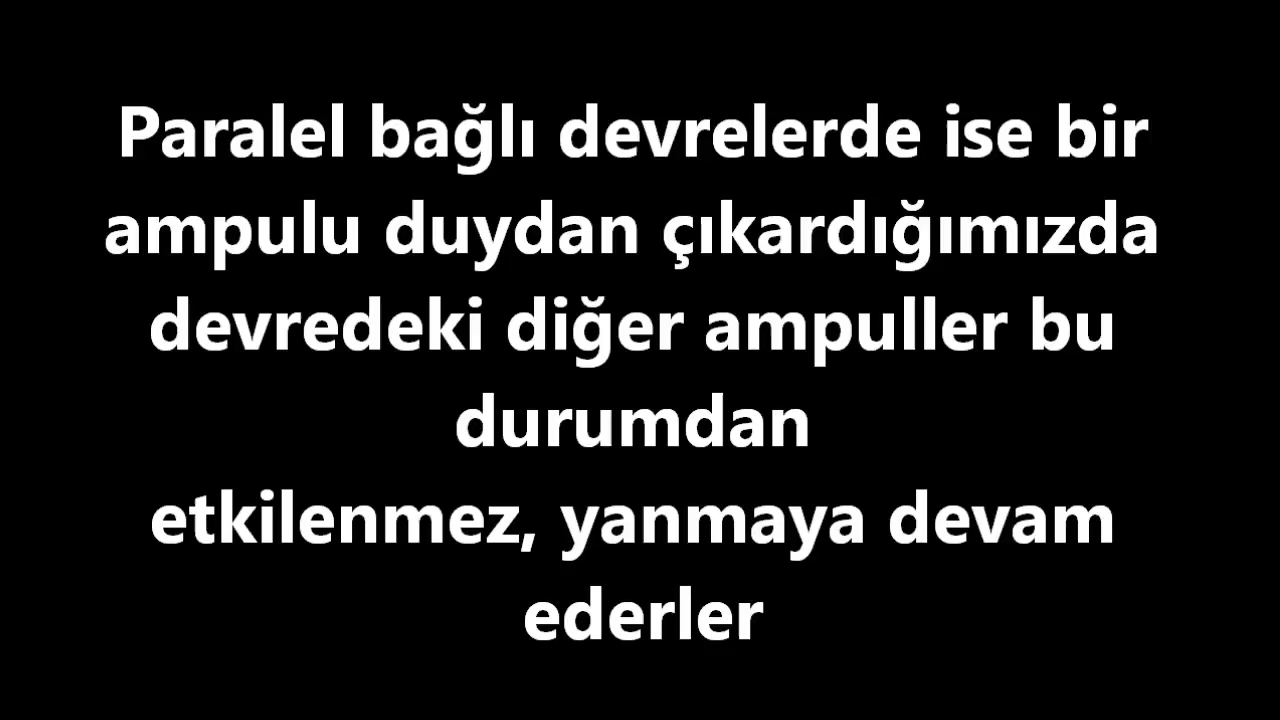 Paralel bağlı devrelerde ise bir
ampulu duydan çıkardığımızda
devredeki diğer ampuller bu
durumdan
etkilenmez, yanmaya devam
ederler